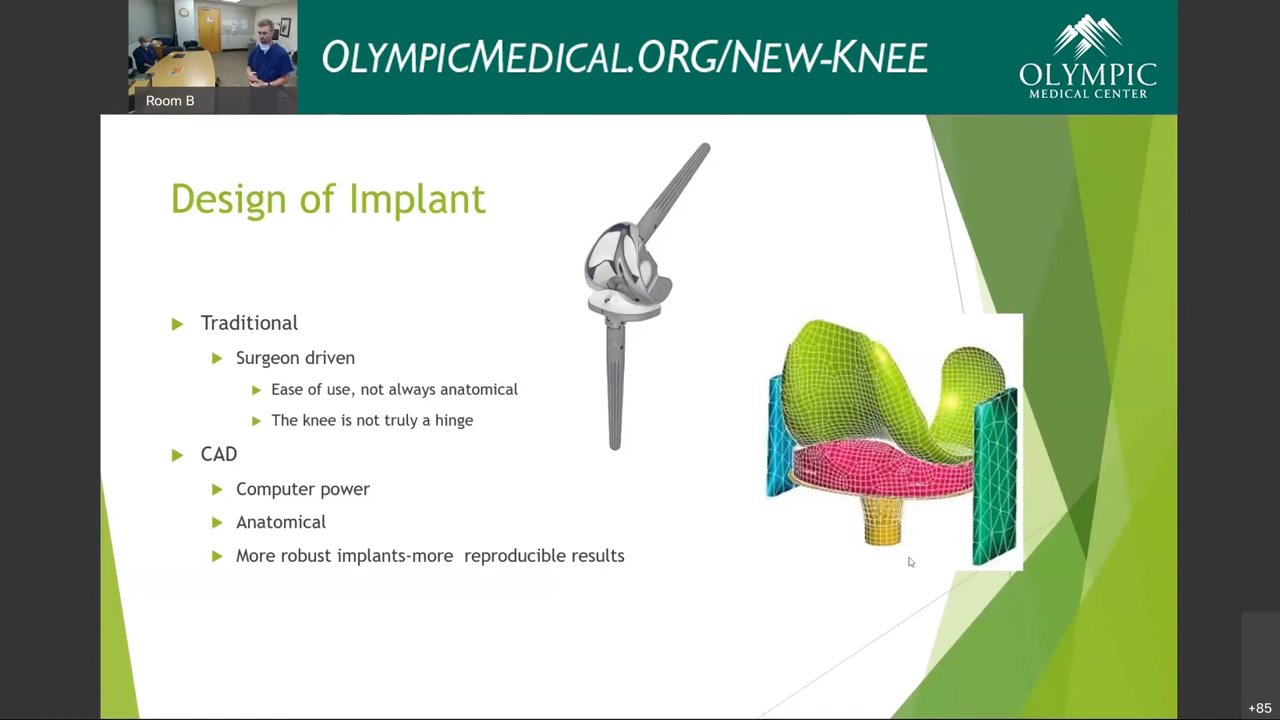 Room B
OLYMPICMEDICAL.ORG/NEW-KNEE
OLYMPIC
MEDICAL CENTER
Design of Implant
Traditional
Surgeon driven
Ease of use, not always anatomical
The knee is not truly a hinge
CAD
Computer power
Anatomical
More robust implants-more reproducible results
+85